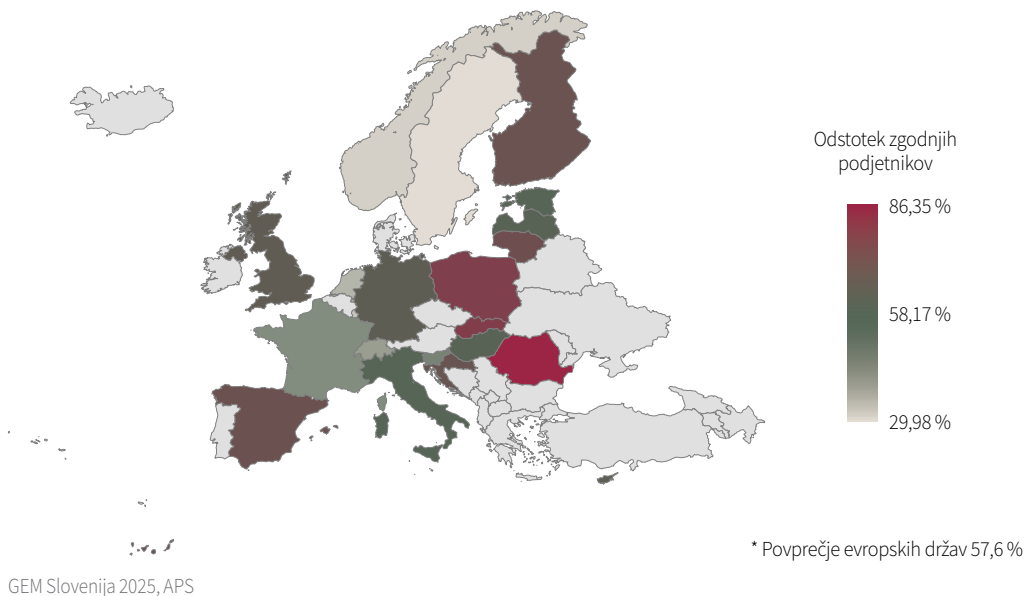 Odstotek zgodnjih
podjetnikov
86,35 %
58,17 %
29,98 %
* Povprečje evropskih držav 57,6 %
GEM Slovenija 2025, APS